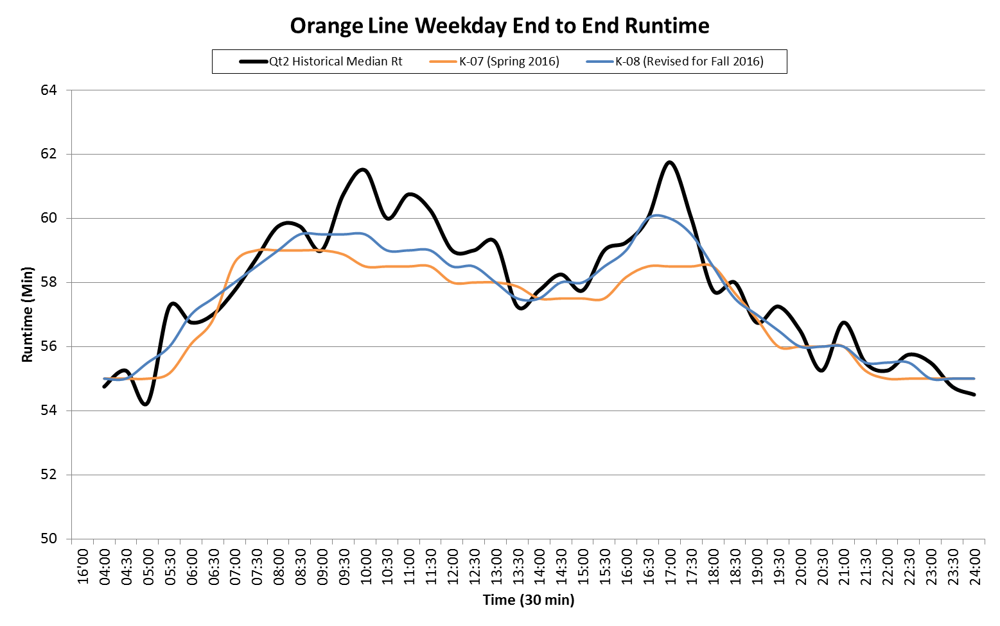 Orange Line Weekday End to End Runtime
Qt2 Historical Median Rt K-07 (Spring 2016) K-08 (Revised for Fall 2016)
64
62
60
58
56
54
52
50
Runtime (Min)
16'00 04:00 04:30 05:00 05:30 06:00 06:30 07:00 07:30 08:00 08:30 09:00 09:30 10:00 10:30 11:00 11:30 12:00 12:30 13:00 13:30 14:00 14:30 15:00 15:30 16:00 16:30 17:00 17:30 18:00 18:30 19:00 19:30 20:00 20:30 21:00 21:30 22:00 22:30 23:00 23:30 24:00
Time (30 min)